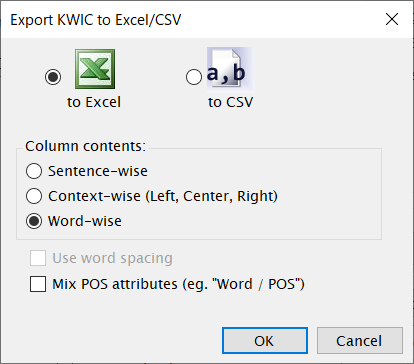 Export KWIC to Excel/CSV
a,b
to Excel
to CSV
Column contents:
Sentence-wise
Context-wise (Left, Center, Right)
Word-wise
Use word spacing
Mix POS attributes (eg. "Word / POS")
OK
Cancel